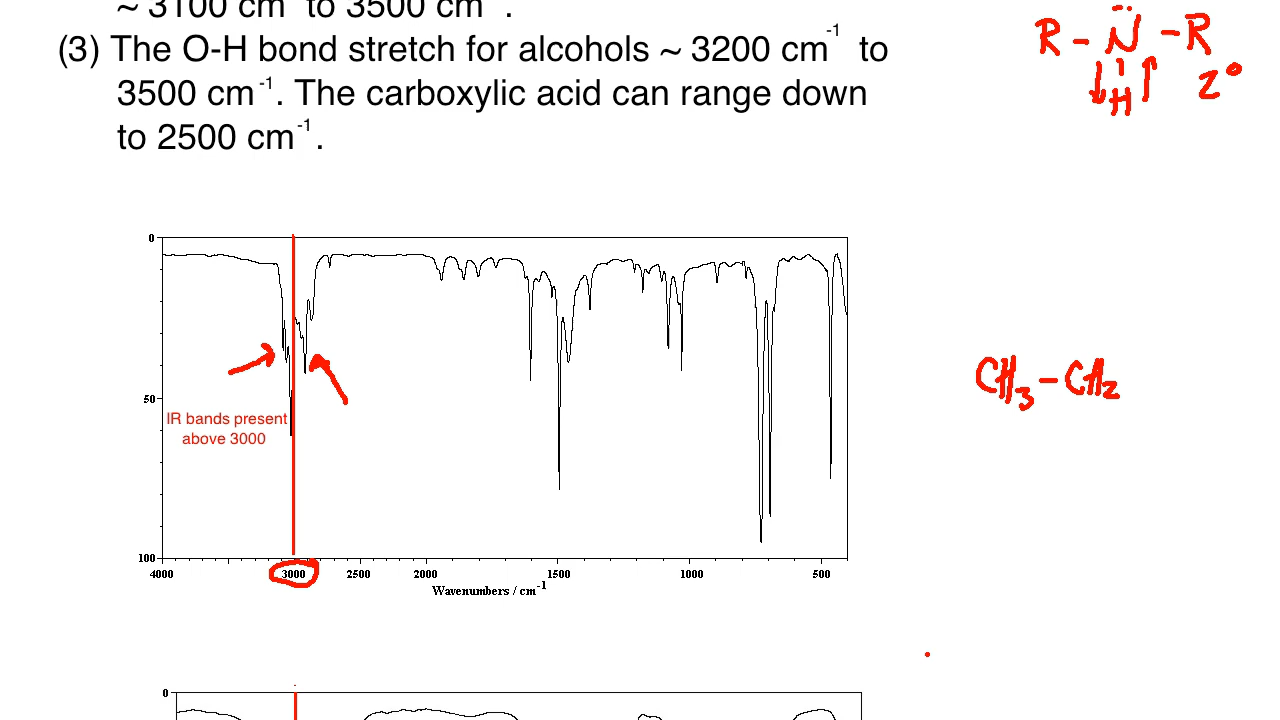 ~ 3100 cm⁻¹ to 3500 cm⁻¹.
(3) The O-H bond stretch for alcohols ~ 3200 cm⁻¹ to
3500 cm⁻¹. The carboxylic acid can range down
to 2500 cm⁻¹.
R - N̈ - R
H 2°
0
50
100
IR bands present
above 3000
4000 3000 2500 2000 1500 1000 500
Wavenumbers / cm⁻¹
CH₃-CH₂
0